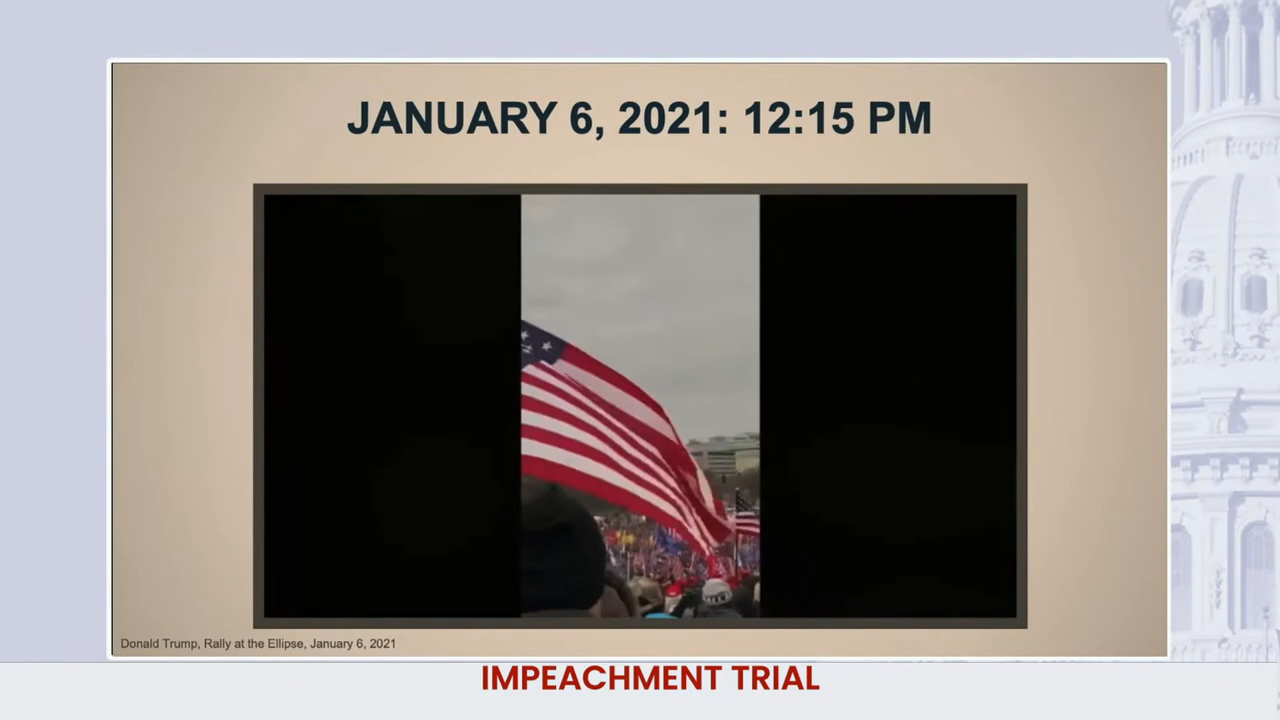 JANUARY 6, 2021: 12:15 PM
Donald Trump, Rally at the Ellipse, January 6, 2021
IMPEACHMENT TRIAL